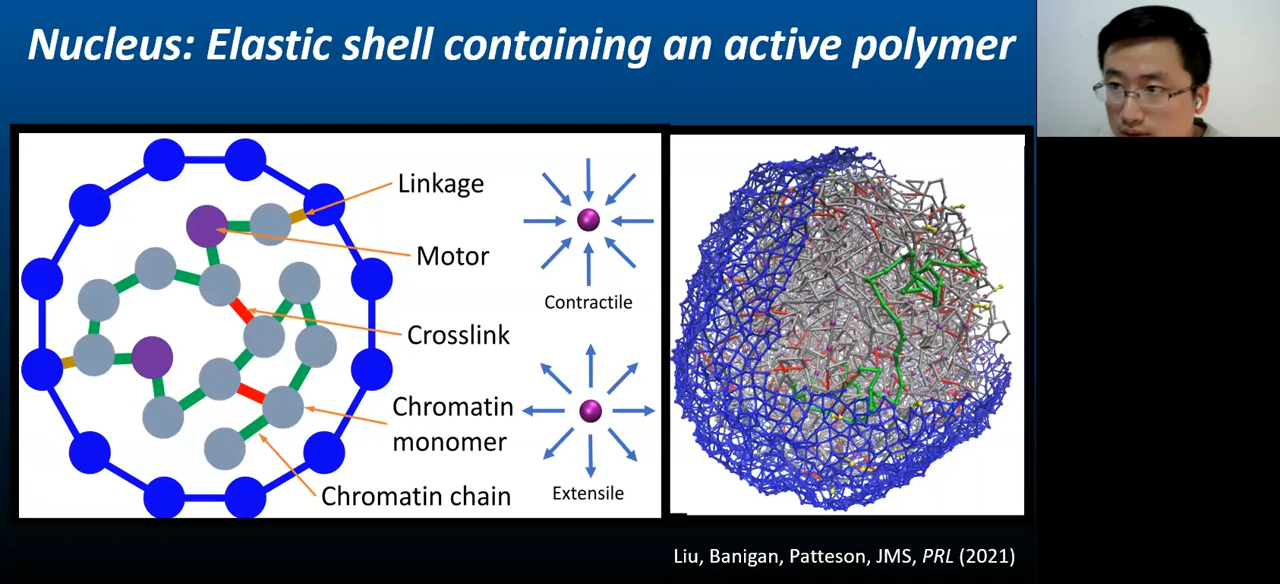 Nucleus: Elastic shell containing an active polymer
Linkage
Motor
Crosslink
Chromatin
monomer
Chromatin chain
Contractile
Extensile
Liu, Banigan, Patteson, JMS, PRL (2021)